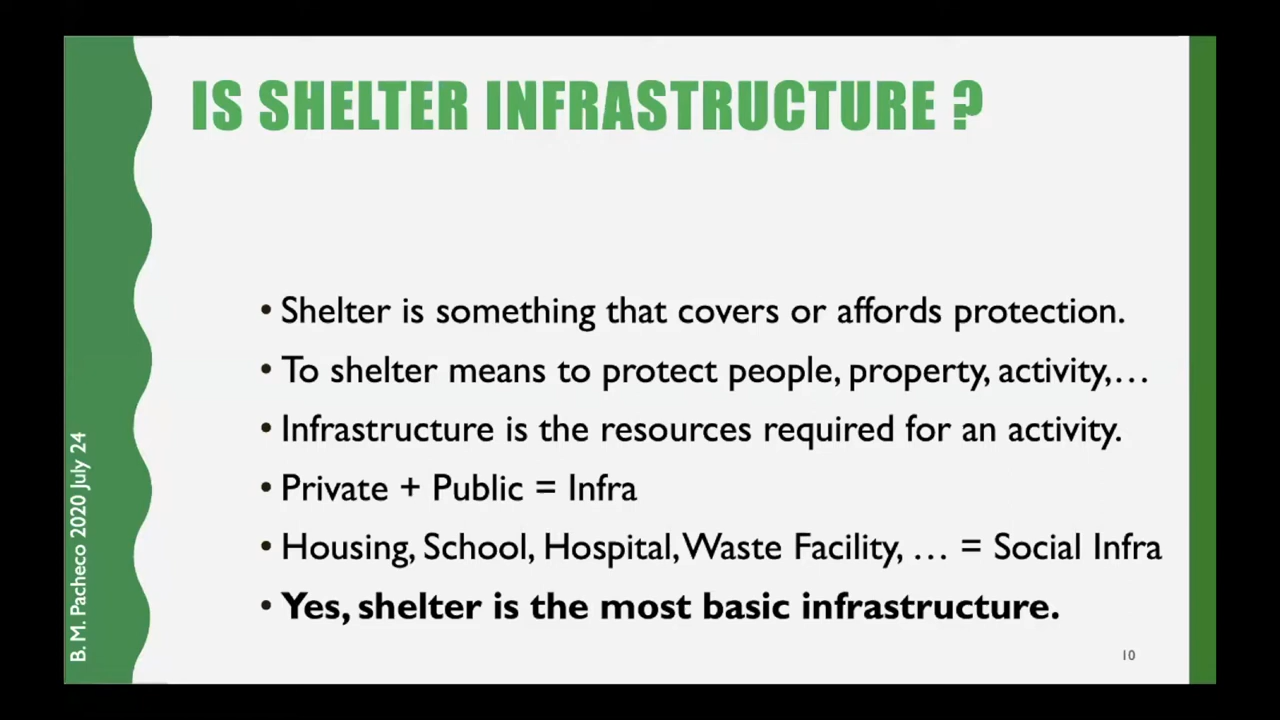 IS SHELTER INFRASTRUCTURE ?
• Shelter is something that covers or affords protection.
• To shelter means to protect people, property, activity,…
• Infrastructure is the resources required for an activity.
• Private + Public = Infra
• Housing, School, Hospital, Waste Facility, … = Social Infra
• Yes, shelter is the most basic infrastructure.
B. M. Pacheco 2020 July 24
10